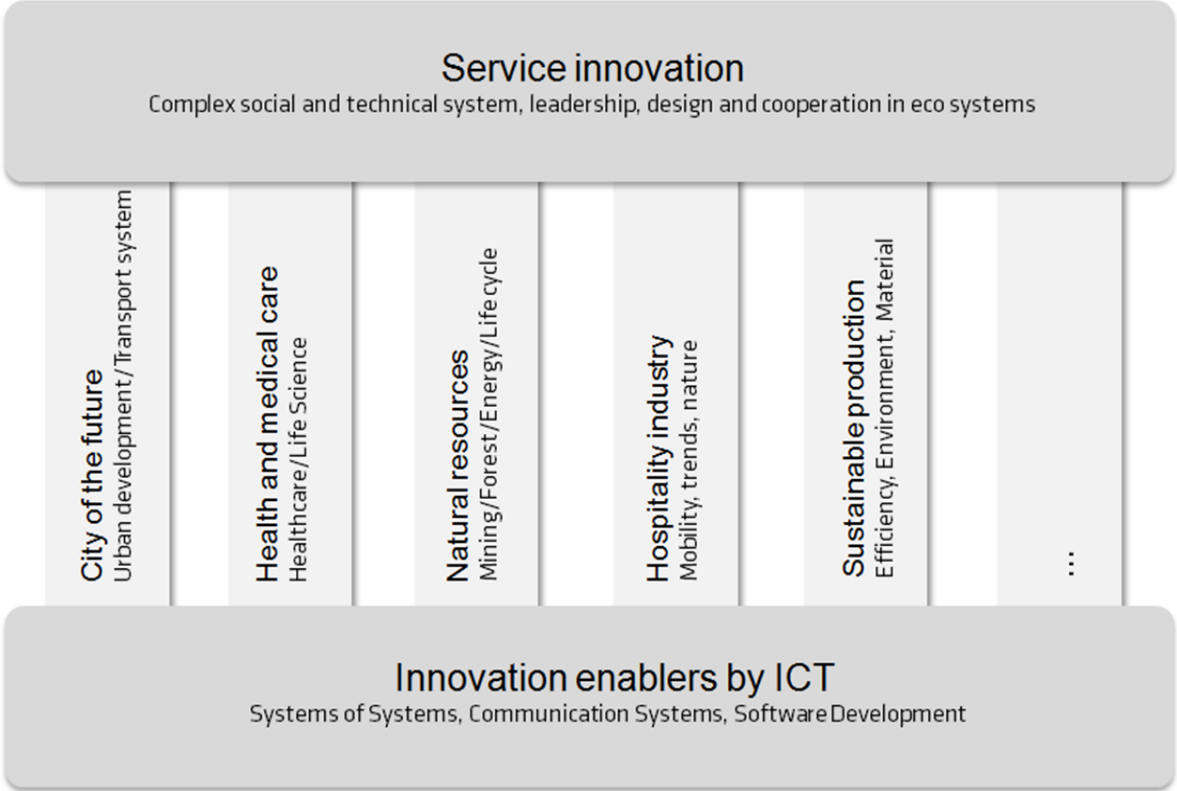 Service innovation
Complex social and technical system, leadership, design and cooperation in eco systems
City of the future
Urban development/Transport system
Health and medical care
Healthcare/Life Science
Natural resources
Mining/Forest/Energy/Life cycle
Hospitality industry
Mobility, trends, nature
Sustainable production
Efficiency, Environment, Material
...
Innovation enablers by ICT
Systems of Systems, Communication Systems, Software Development